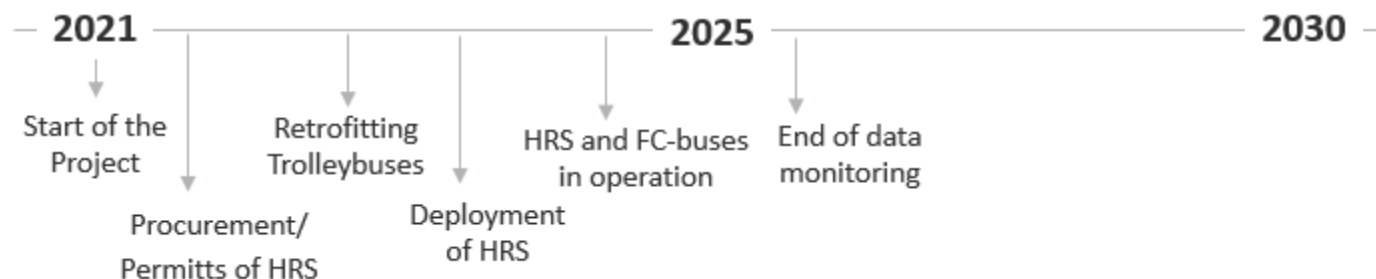 2021
2025
2030
Start of the
Project
Procurement/
Permitts of HRS
Retrofitting
Trolleybuses
Deployment
of HRS
HRS and FC-buses
in operation
End of data
monitoring